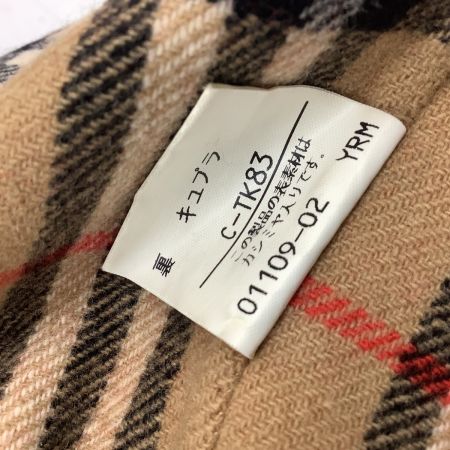 裏　キュプラ
C-TK83
この製品の表素材は
カシミヤ入りです。
01109-02　YRM